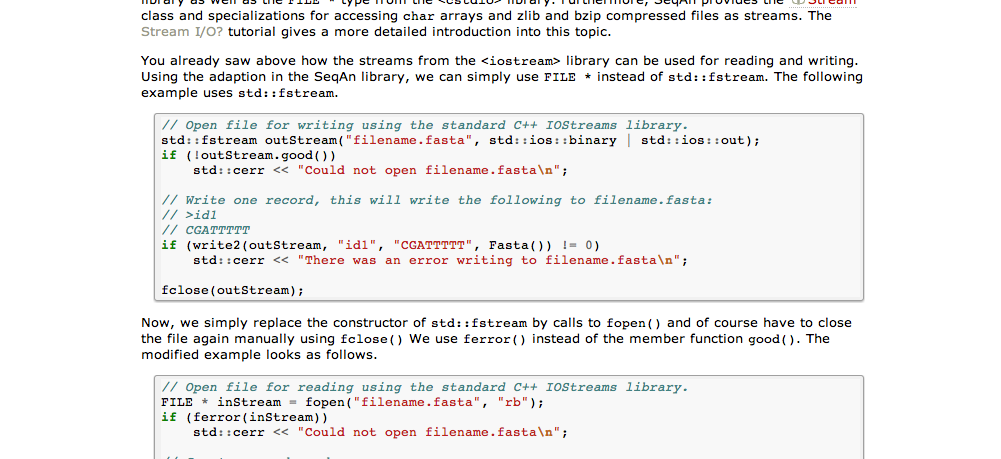 library as well as the FILE * type from the <cstdio> library. Furthermore, SeqAn provides the Stream
class and specializations for accessing char arrays and zlib and bzip compressed files as streams. The
Stream I/O? tutorial gives a more detailed introduction into this topic.
You already saw above how the streams from the <iostream> library can be used for reading and writing.
Using the adaption in the SeqAn library, we can simply use FILE * instead of std::fstream. The following
example uses std::fstream.
// Open file for writing using the standard C++ IOStreams library.
std::fstream outStream("filename.fasta", std::ios::binary | std::ios::out);
if (!outStream.good())
    std::cerr << "Could not open filename.fasta\n";
// Write one record, this will write the following to filename.fasta:
// >id1
// CGATTTTT
if (write2(outStream, "id1", "CGATTTTT", Fasta()) != 0)
    std::cerr << "There was an error writing to filename.fasta\n";
fclose(outStream);
Now, we simply replace the constructor of std::fstream by calls to fopen() and of course have to close
the file again manually using fclose() We use ferror() instead of the member function good(). The
modified example looks as follows.
// Open file for reading using the standard C++ IOStreams library.
FILE * inStream = fopen("filename.fasta", "rb");
if (ferror(inStream))
    std::cerr << "Could not open filename.fasta\n";